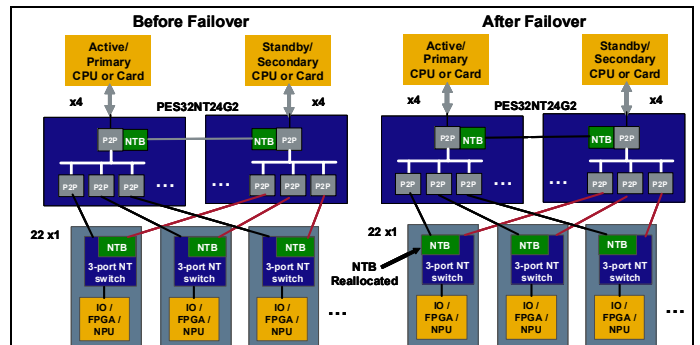 Before Failover
After Failover
Active/
Primary
CPU or Card
Standby/
Secondary
CPU or Card
Active/
Primary
CPU or Card
Standby/
Secondary
CPU or Card
x4
PES32NT24G2
x4
x4
PES32NT24G2
x4
P2P
NTB
NTB
P2P
P2P
NTB
NTB
P2P
P2P
P2P
P2P
...
P2P
P2P
P2P
...
P2P
P2P
P2P
...
P2P
P2P
P2P
...
22 x1
NTB
3-port NT
switch
IO /
FPGA /
NPU
NTB
3-port NT
switch
IO /
FPGA /
NPU
NTB
3-port NT
switch
IO /
FPGA /
NPU
...
22 x1
NTB
Reallocated
NTB
3-port NT
switch
IO /
FPGA /
NPU
NTB
3-port NT
switch
IO /
FPGA /
NPU
NTB
3-port NT
switch
IO /
FPGA /
NPU
...